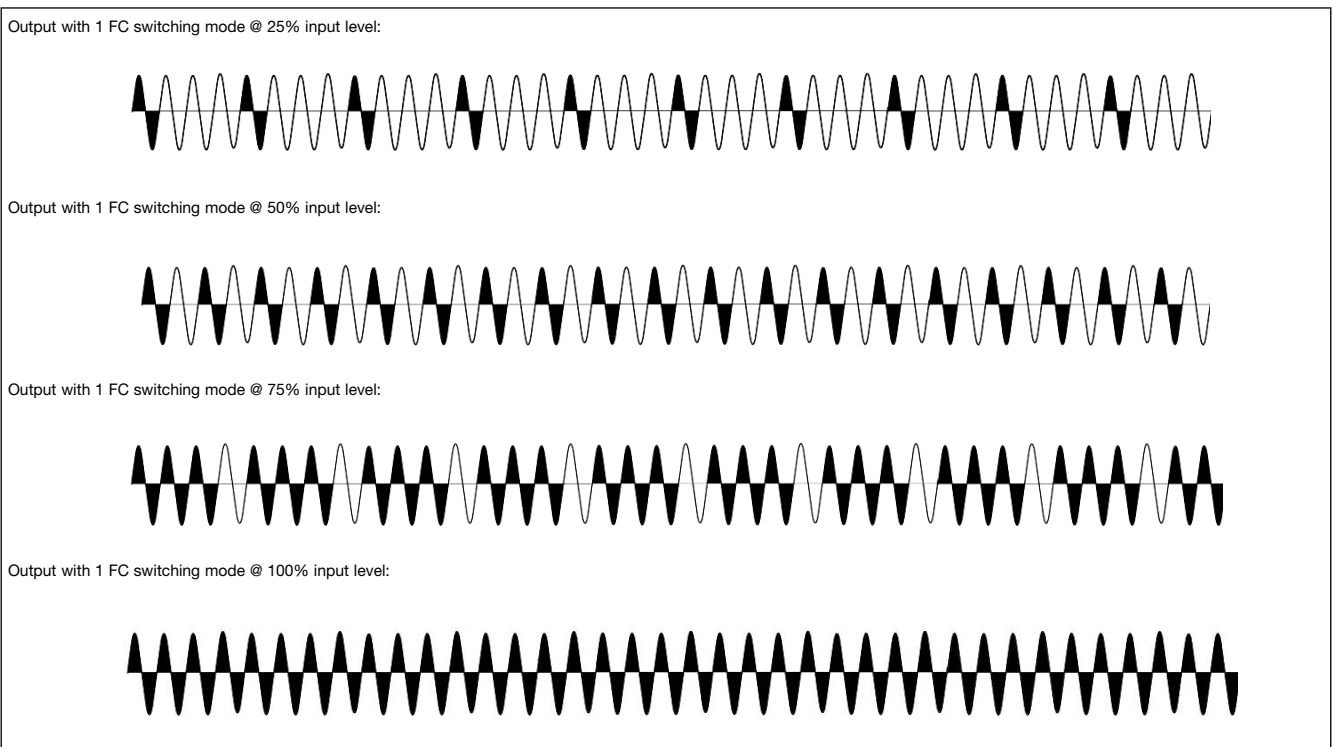 Output with 1 FC switching mode @ 25% input level:
Output with 1 FC switching mode @ 50% input level:
Output with 1 FC switching mode @ 75% input level:
Output with 1 FC switching mode @ 100% input level: